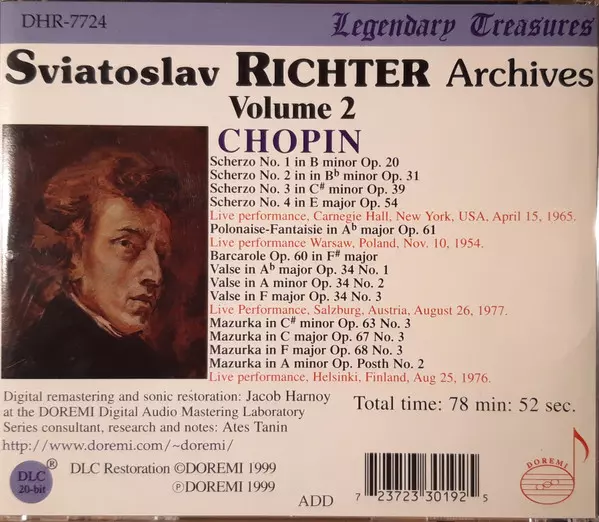 DHR-7724
Legendary Treasures
Sviatoslav RICHTER Archives
Volume 2
CHOPIN
Scherzo No. 1 in B minor Op. 20
Scherzo No. 2 in in B♭ minor Op. 31
Scherzo No. 3 in C# minor Op. 39
Scherzo No. 4 in E major Op. 54
Live performance, Carnegie Hall, New York, USA, April 15, 1965.
Polonaise-Fantaisie in A♭ major Op. 61
Live performance Warsaw, Poland, Nov. 10, 1954.
Barcarole Op. 60 in F# major
Valse in A♭ major Op. 34 No. 1
Valse in A minor Op. 34 No. 2
Valse in F major Op. 34 No. 3
Live Performance, Salzburg, Austria, August 26, 1977.
Mazurka in C# minor Op. 63 No. 3
Mazurka in C major Op. 67 No. 3
Mazurka in F major Op. 68 No. 3
Mazurka in A minor Op. Posth No. 2
Live performance, Helsinki, Finland, Aug 25, 1976.
Digital remastering and sonic restoration: Jacob Harnoy
at the DOREMI Digital Audio Mastering Laboratory
Series consultant, research and notes: Ates Tanin
http://www.doremi.com/~doremi/
Total time: 78 min: 52 sec.
DLC
20-bit
®
DLC Restoration ©DOREMI 1999
℗DOREMI 1999
ADD
7 23723 30192 5
DOREMI